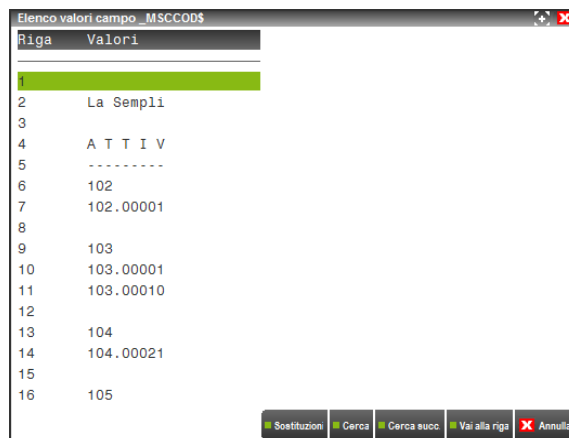 Elenco valori campo _MSCCOD$
Riga Valori
1
2 La Sempli
3
4 A T T I V
5 ---------
6 102
7 102.00001
8
9 103
10 103.00001
11 103.00010
12
13 104
14 104.00021
15
16 105
Sostituzioni Cerca Cerca succ. Vai alla riga Annulla